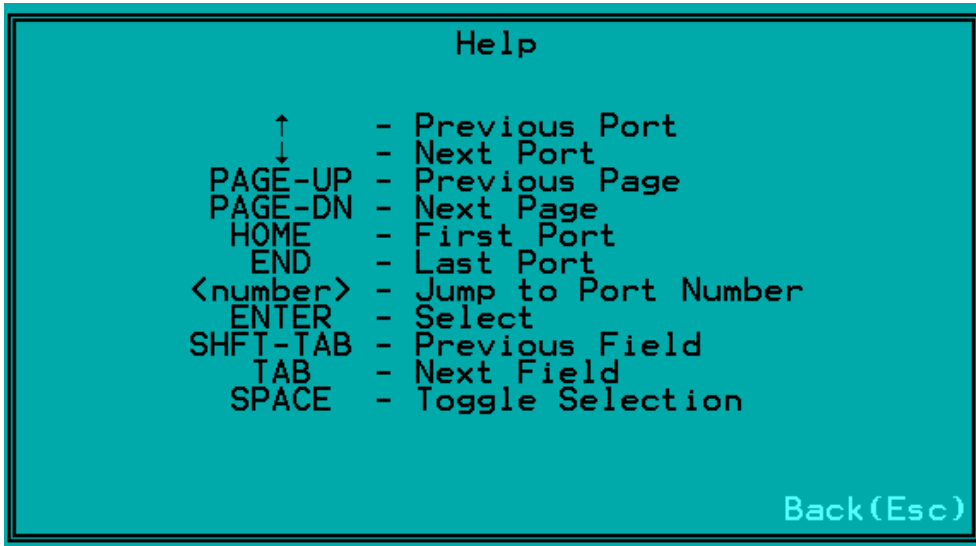 Help
↑ - Previous Port
↓ - Next Port
PAGE-UP - Previous Page
PAGE-DN - Next Page
HOME - First Port
END - Last Port
<number> - Jump to Port Number
ENTER - Select
SHFT-TAB - Previous Field
TAB - Next Field
SPACE - Toggle Selection
Back(Esc)